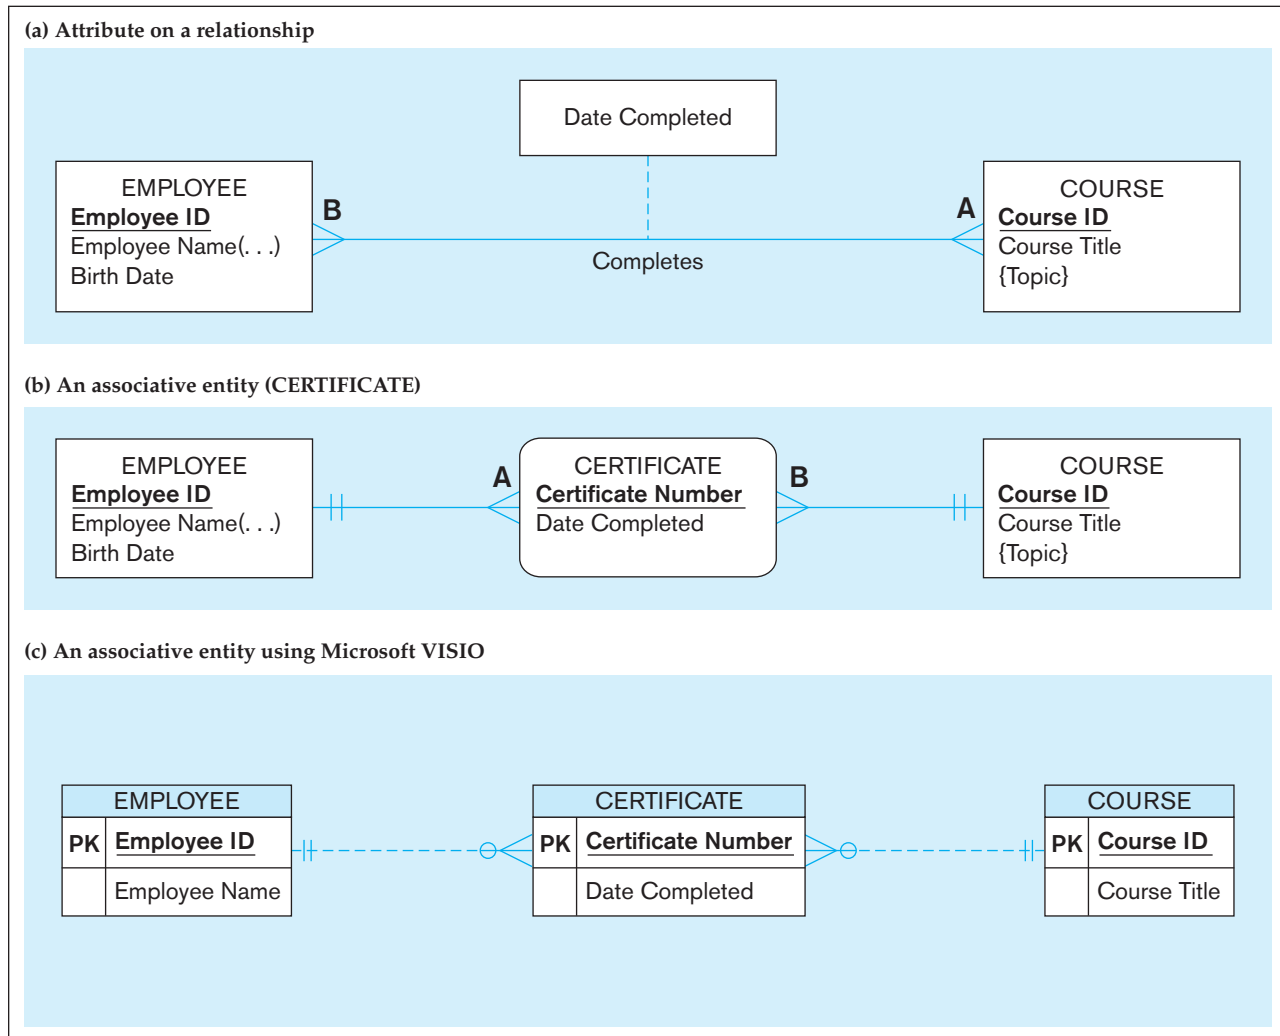 (a) Attribute on a relationship
Date Completed
EMPLOYEE
Employee ID
Employee Name(. . .)
Birth Date
B
Completes
A
COURSE
Course ID
Course Title
{Topic}
(b) An associative entity (CERTIFICATE)
EMPLOYEE
Employee ID
Employee Name(. . .)
Birth Date
A
CERTIFICATE
Certificate Number
Date Completed
B
COURSE
Course ID
Course Title
{Topic}
(c) An associative entity using Microsoft VISIO
EMPLOYEE
PK Employee ID
Employee Name
CERTIFICATE
PK Certificate Number
Date Completed
COURSE
PK Course ID
Course Title